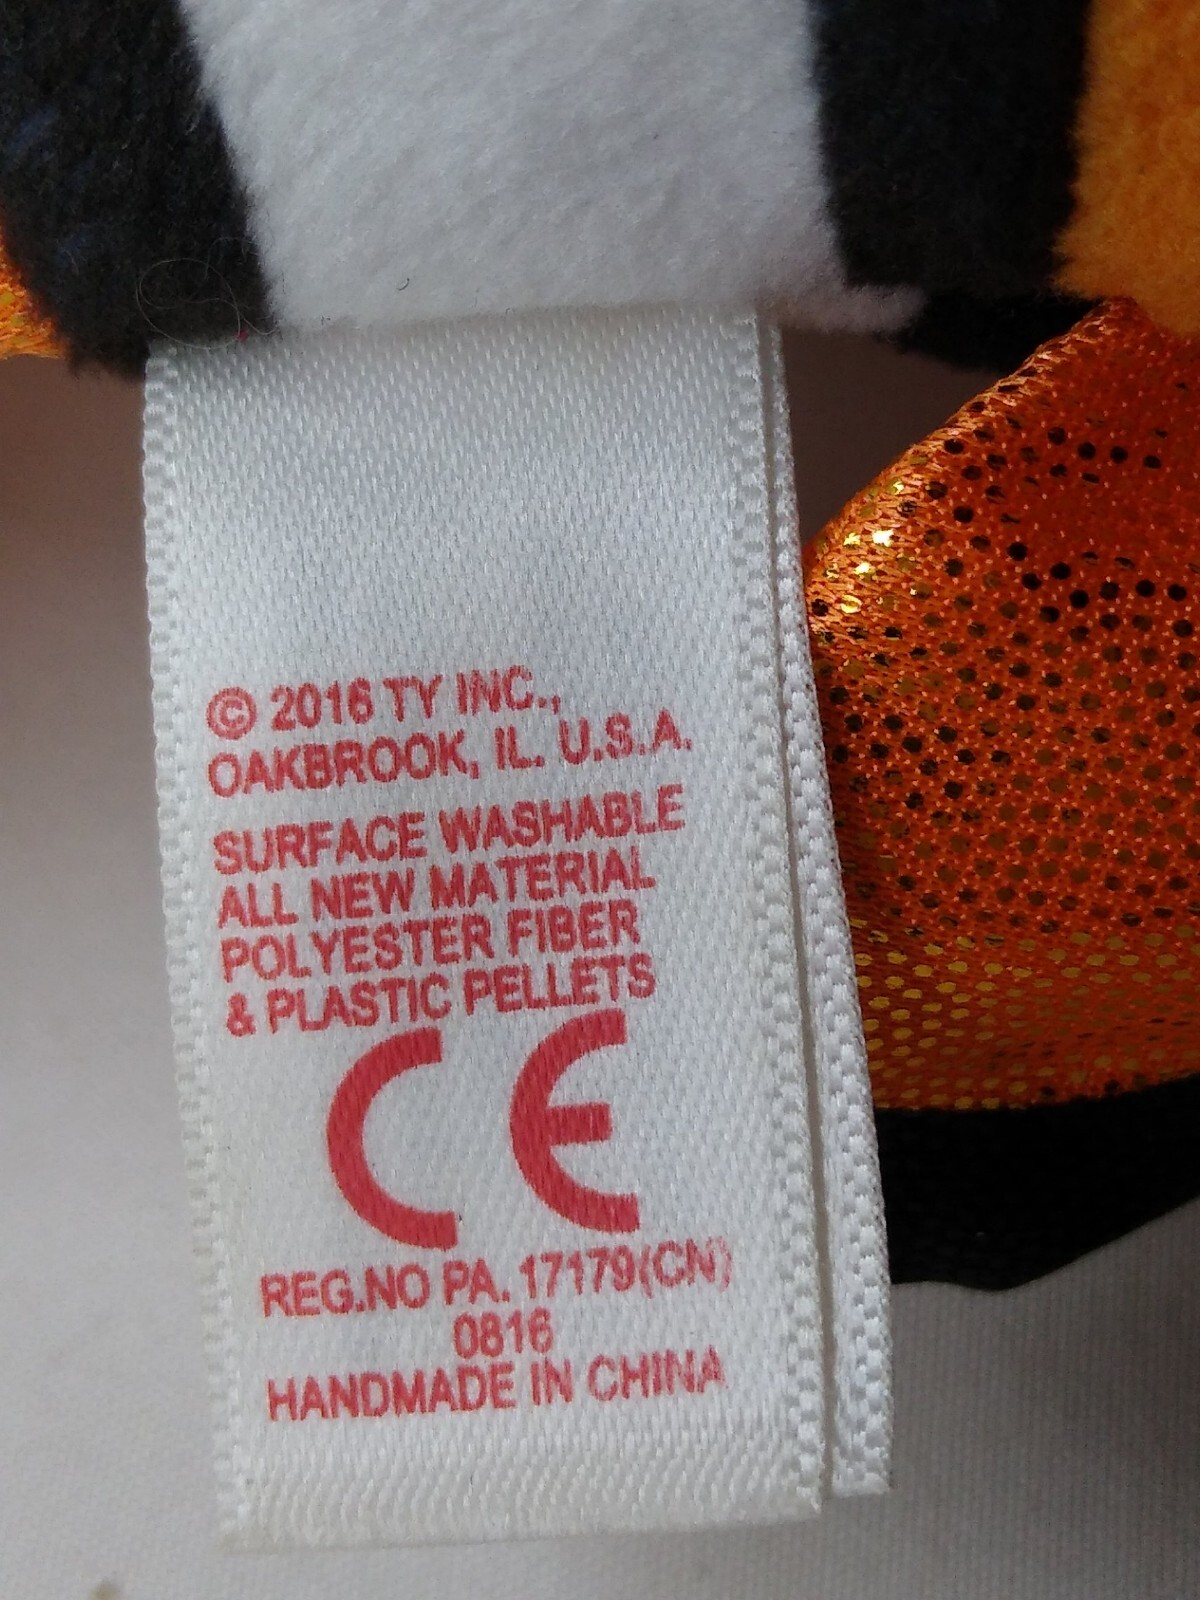 © 2016 TY INC.,
OAKBROOK, IL. U.S.A.
SURFACE WASHABLE
ALL NEW MATERIAL
POLYESTER FIBER
& PLASTIC PELLETS
CE
REG.NO PA. 17179(CN)
0816
HANDMADE IN CHINA